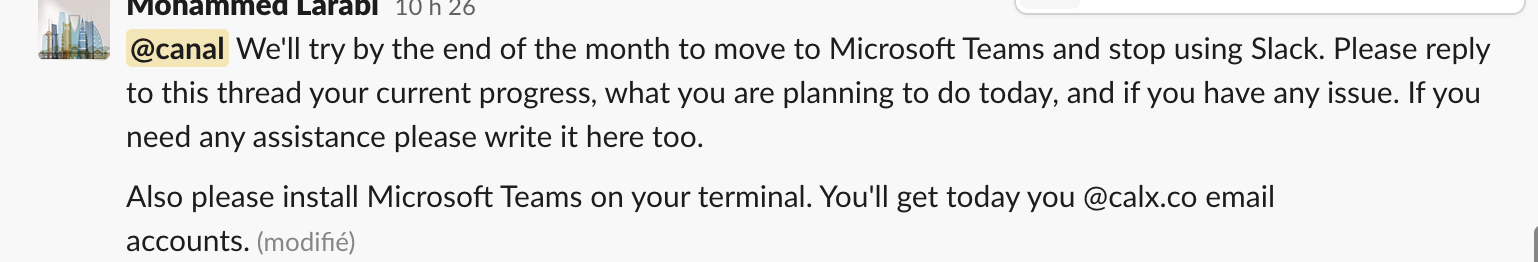 Mohammed Larabi 10 h 26
@canal We'll try by the end of the month to move to Microsoft Teams and stop using Slack. Please reply
to this thread your current progress, what you are planning to do today, and if you have any issue. If you
need any assistance please write it here too.
Also please install Microsoft Teams on your terminal. You'll get today you @calx.co email
accounts. (modifié)